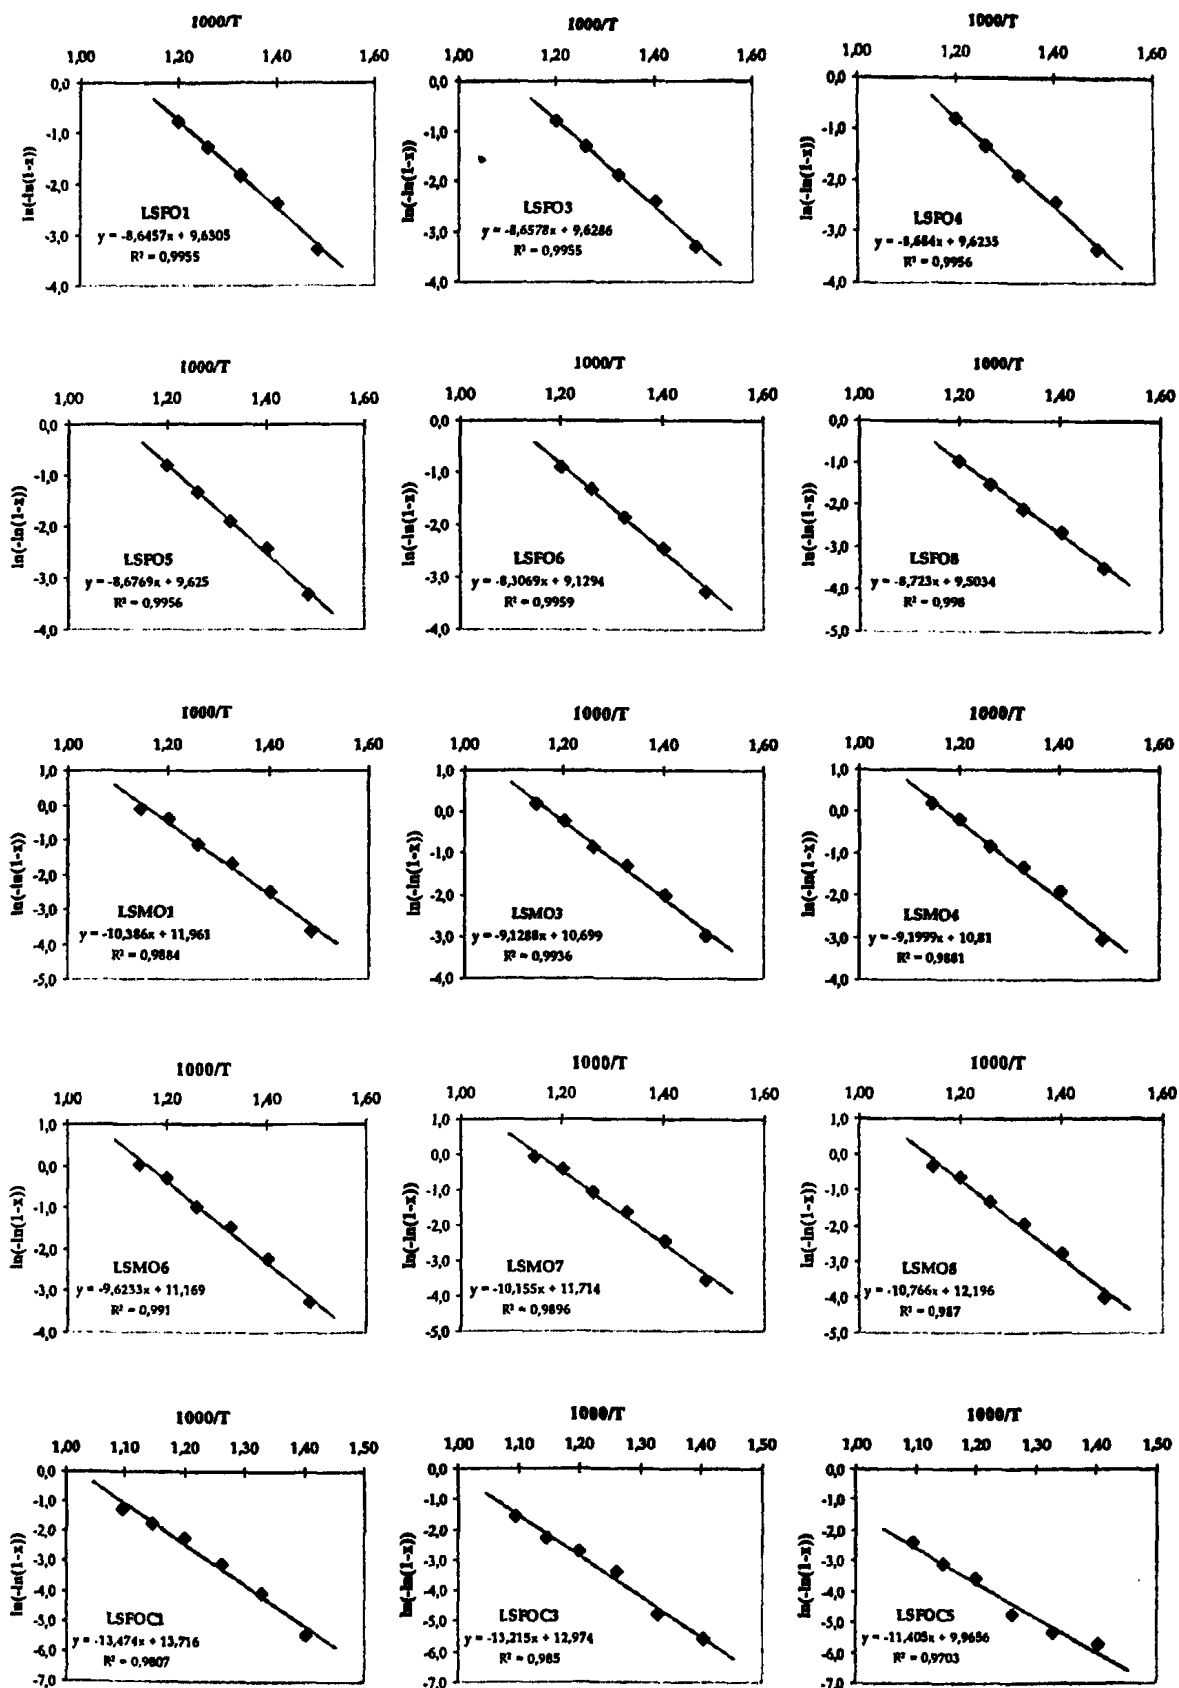 1000/T
1,00 1,20 1,40 1,60
0,0
-1,0
-2,0
-3,0
-4,0
ln(-ln(1-x))
LSFO1
y = -8,6457x + 9,6305
R² = 0,9955
1000/T
1,00 1,20 1,40 1,60
0,0
-1,0
-2,0
-3,0
-4,0
ln(-ln(1-x))
LSFO3
y = -8,6578x + 9,6286
R² = 0,9955
1000/T
1,00 1,20 1,40 1,60
0,0
-1,0
-2,0
-3,0
-4,0
ln(-ln(1-x))
LSFO4
y = -8,684x + 9,6235
R² = 0,9956
1000/T
1,00 1,20 1,40 1,60
0,0
-1,0
-2,0
-3,0
-4,0
ln(-ln(1-x))
LSFO5
y = -8,6769x + 9,625
R² = 0,9956
1000/T
1,00 1,20 1,40 1,60
0,0
-1,0
-2,0
-3,0
-4,0
ln(-ln(1-x))
LSFO6
y = -8,3069x + 9,1294
R² = 0,9959
1000/T
1,00 1,20 1,40 1,60
0,0
-1,0
-2,0
-3,0
-4,0
-5,0
ln(-ln(1-x))
LSFO8
y = -8,723x + 9,5034
R² = 0,998
1000/T
1,00 1,20 1,40 1,60
1,0
0,0
-1,0
-2,0
-3,0
-4,0
-5,0
ln(-ln(1-x))
LSMO1
y = -10,386x + 11,961
R² = 0,9884
1000/T
1,00 1,20 1,40 1,60
1,0
0,0
-1,0
-2,0
-3,0
-4,0
ln(-ln(1-x))
LSMO3
y = -9,1288x + 10,699
R² = 0,9936
1000/T
1,00 1,20 1,40 1,60
1,0
0,0
-1,0
-2,0
-3,0
-4,0
ln(-ln(1-x))
LSMO4
y = -9,1999x + 10,81
R² = 0,9881
1000/T
1,00 1,20 1,40 1,60
1,0
0,0
-1,0
-2,0
-3,0
-4,0
ln(-ln(1-x))
LSMO6
y = -9,6233x + 11,169
R² = 0,991
1000/T
1,00 1,20 1,40 1,60
1,0
0,0
-1,0
-2,0
-3,0
-4,0
-5,0
ln(-ln(1-x))
LSMO7
y = -10,155x + 11,714
R² = 0,9896
1000/T
1,00 1,20 1,40 1,60
1,0
0,0
-1,0
-2,0
-3,0
-4,0
-5,0
ln(-ln(1-x))
LSMO8
y = -10,766x + 12,196
R² = 0,987
1000/T
1,00 1,10 1,20 1,30 1,40 1,50
0,0
-1,0
-2,0
-3,0
-4,0
-5,0
-6,0
-7,0
ln(-ln(1-x))
LSFOC1
y = -13,474x + 13,716
R² = 0,9807
1000/T
1,00 1,10 1,20 1,30 1,40 1,50
0,0
-1,0
-2,0
-3,0
-4,0
-5,0
-6,0
-7,0
ln(-ln(1-x))
LSFOC3
y = -13,215x + 12,974
R² = 0,985
1000/T
1,00 1,10 1,20 1,30 1,40 1,50
0,0
-1,0
-2,0
-3,0
-4,0
-5,0
-6,0
-7,0
ln(-ln(1-x))
LSFOC5
y = -11,405x + 9,9656
R² = 0,9703